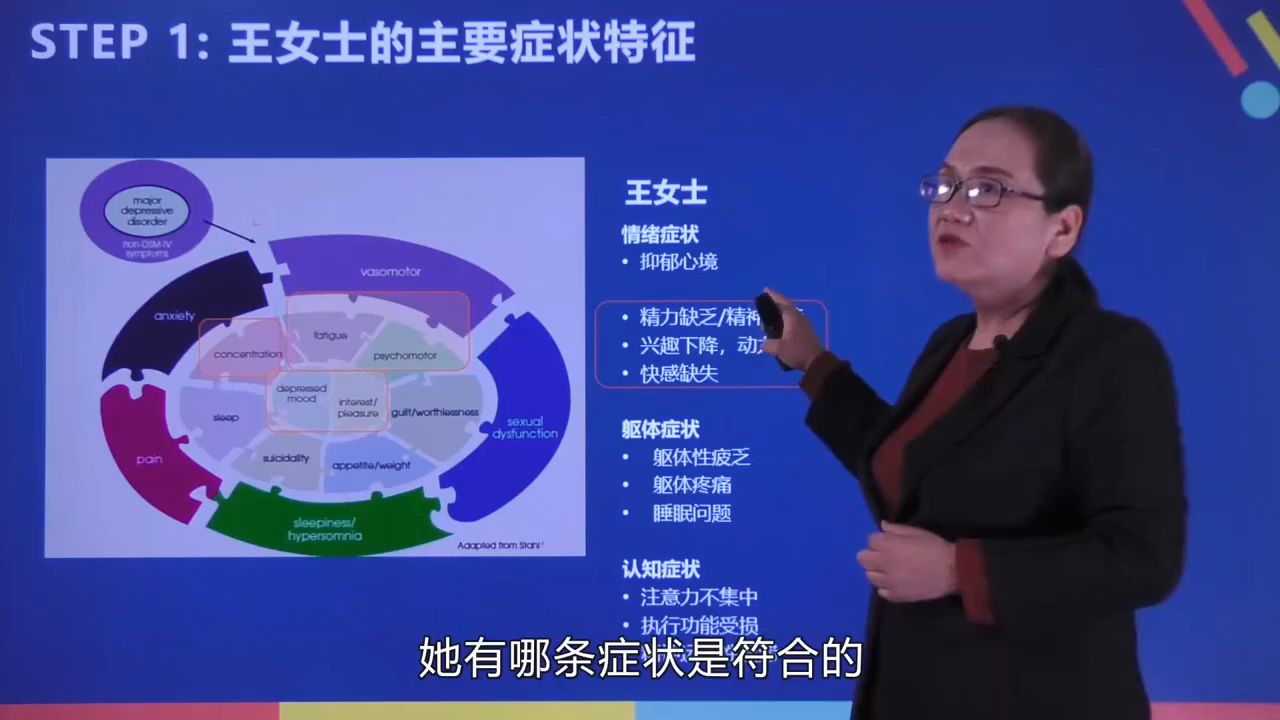 STEP 1: 王女士的主要症状特征
major
depressive
disorder
non-DSM-IV
symptoms
vasomotor
anxiety
fatigue
concentration
psychomotor
depressed
mood
interest/
pleasure
guilt/worthlessness
sleep
sexual
dysfunction
pain
suicidality
appetite/weight
sleepiness/
hypersomnia
Adapted from Stahl
王女士
情绪症状
• 抑郁心境
• 精力缺乏/精神
• 兴趣下降，动
• 快感缺失
躯体症状
• 躯体性疲乏
• 躯体疼痛
• 睡眠问题
认知症状
• 注意力不集中
• 执行功能受损
她有哪条症状是符合的